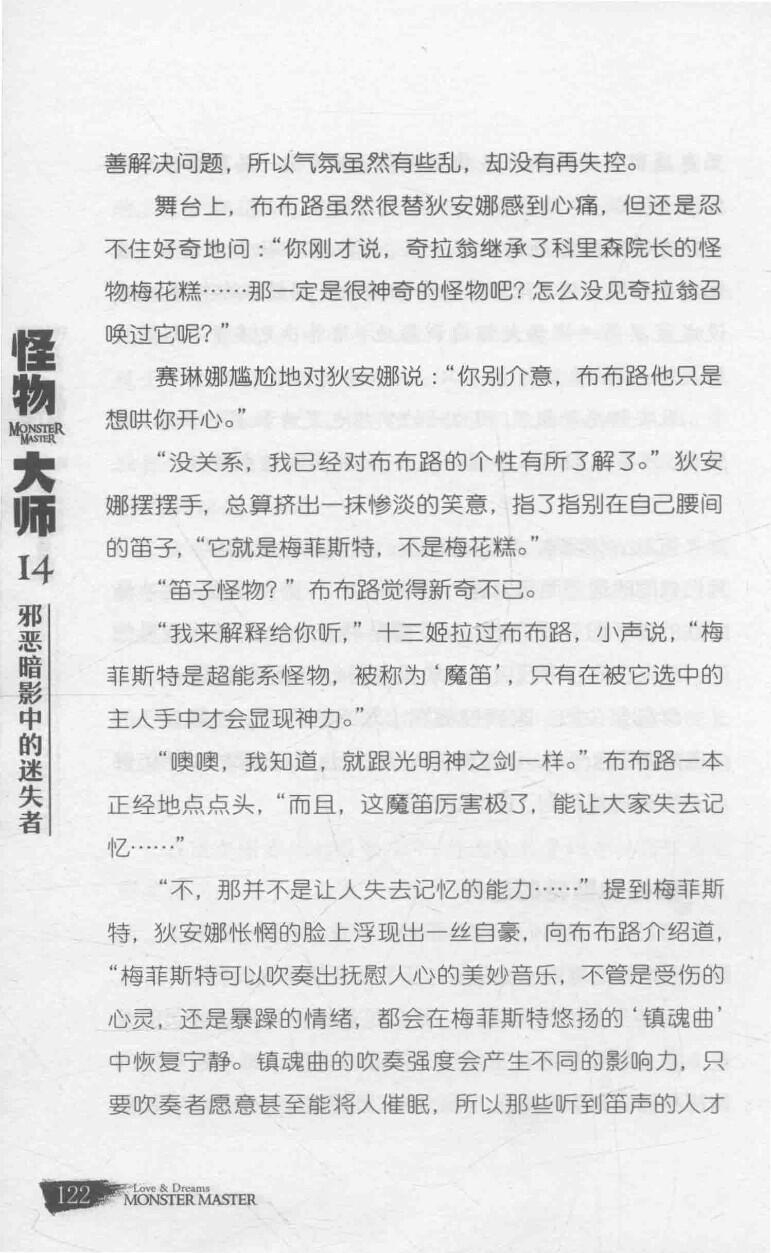 善解决问题，所以气氛虽然有些乱，却没有再失控。
舞台上，布布路虽然很替狄安娜感到心痛，但还是忍
不住好奇地问：“你刚才说，奇拉翁继承了科里森院长的怪
物梅花糕……那一定是很神奇的怪物吧？怎么没见奇拉翁召
唤过它呢？”
赛琳娜尴尬地对狄安娜说：“你别介意，布布路他只是
想哄你开心。”
“没关系，我已经对布布路的个性有所了解了。”狄安
娜摆摆手，总算挤出一抹惨淡的笑意，指了指别在自己腰间
的笛子，“它就是梅菲斯特，不是梅花糕。”
“笛子怪物？”布布路觉得新奇不已。
“我来解释给你听，”十三姬拉过布布路，小声说，“梅
菲斯特是超能系怪物，被称为‘魔笛’，只有在被它选中的
主人手中才会显现神力。”
“噢噢，我知道，就跟光明神之剑一样。”布布路一本
正经地点点头，“而且，这魔笛厉害极了，能让大家失去记
忆……”
“不，那并不是让人失去记忆的能力……”提到梅菲斯
特，狄安娜怅惘的脸上浮现出一丝自豪，向布布路介绍道，
“梅菲斯特可以吹奏出抚慰人心的美妙音乐，不管是受伤的
心灵，还是暴躁的情绪，都会在梅菲斯特悠扬的‘镇魂曲’
中恢复宁静。镇魂曲的吹奏强度会产生不同的影响力，只
要吹奏者愿意甚至能将人催眠，所以那些听到笛声的人才
怪物
MONSTER
MASTER
大师
14
邪恶暗影中的迷失者
122
Love & Dreams
MONSTER MASTER